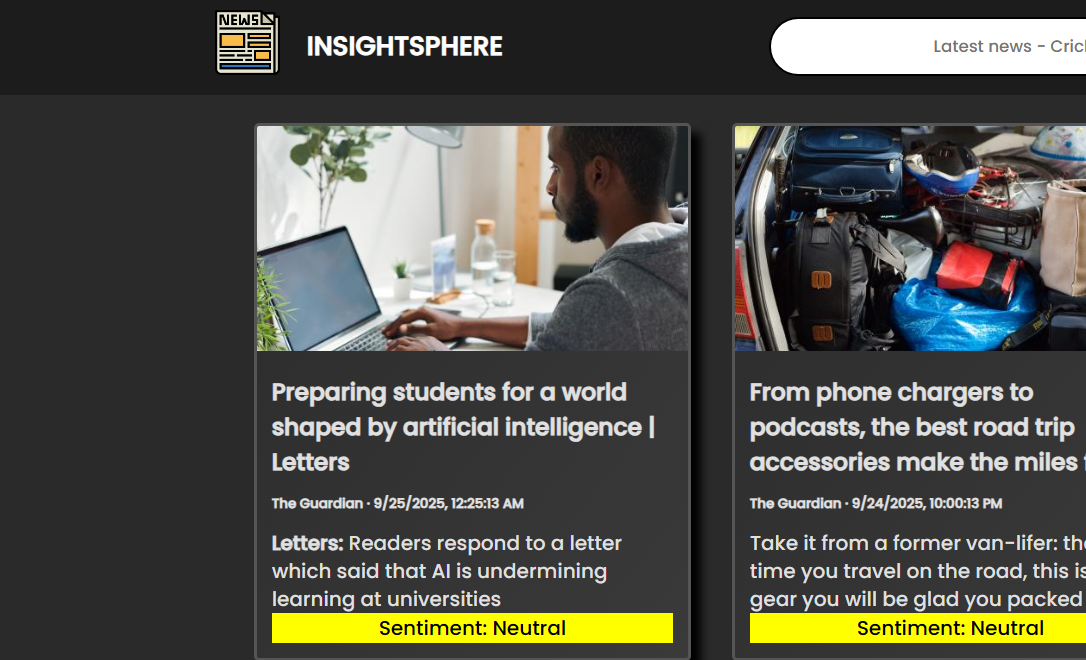 NEWS
INSIGHTSPHERE
Latest news - Cric
Preparing students for a world
shaped by artificial intelligence |
Letters
The Guardian · 9/25/2025, 12:25:13 AM
Letters: Readers respond to a letter
which said that AI is undermining
learning at universities
Sentiment: Neutral
From phone chargers to
podcasts, the best road trip
accessories make the miles
The Guardian · 9/24/2025, 10:00:13 PM
Take it from a former van-lifer: the
time you travel on the road, this is
gear you will be glad you packed
Sentiment: Neutral